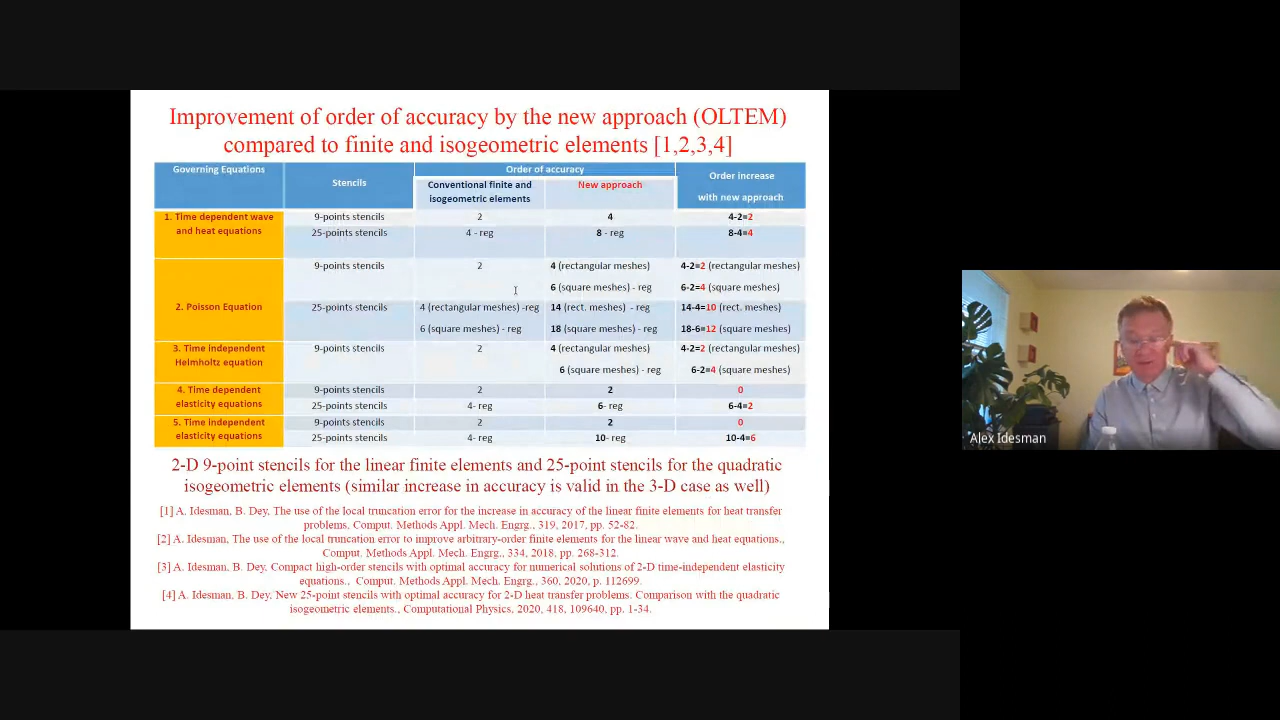 Improvement of order of accuracy by the new approach (OLTEM)
compared to finite and isogeometric elements [1,2,3,4]
Governing Equations
Stencils
Order of accuracy
Order increase
with new approach
Conventional finite and
isogeometric elements
New approach
1. Time dependent wave
and heat equations
9-points stencils
2
4
4-2=2
25-points stencils
4 - reg
8 - reg
8-4=4
2. Poisson Equation
9-points stencils
2
4 (rectangular meshes)
4-2=2 (rectangular meshes)
6 (square meshes) - reg
6-2=4 (square meshes)
25-points stencils
4 (rectangular meshes) -reg
14 (rect. meshes) - reg
14-4=10 (rect. meshes)
6 (square meshes) - reg
18 (square meshes) - reg
18-6=12 (square meshes)
3. Time independent
Helmholtz equation
9-points stencils
2
4 (rectangular meshes)
4-2=2 (rectangular meshes)
6 (square meshes) - reg
6-2=4 (square meshes)
4. Time dependent
elasticity equations
9-points stencils
2
2
0
25-points stencils
4- reg
6- reg
6-4=2
5. Time independent
elasticity equations
9-points stencils
2
2
0
25-points stencils
4- reg
10- reg
10-4=6
2-D 9-point stencils for the linear finite elements and 25-point stencils for the quadratic
isogeometric elements (similar increase in accuracy is valid in the 3-D case as well)
[1] A. Idesman, B. Dey, The use of the local truncation error for the increase in accuracy of the linear finite elements for heat transfer
problems, Comput. Methods Appl. Mech. Engrg., 319, 2017, pp. 52-82.
[2] A. Idesman, The use of the local truncation error to improve arbitrary-order finite elements for the linear wave and heat equations.,
Comput. Methods Appl. Mech. Engrg., 334, 2018, pp. 268-312.
[3] A. Idesman, B. Dey, Compact high-order stencils with optimal accuracy for numerical solutions of 2-D time-independent elasticity
equations., Comput. Methods Appl. Mech. Engrg., 360, 2020, p. 112699.
[4] A. Idesman, B. Dey, New 25-point stencils with optimal accuracy for 2-D heat transfer problems. Comparison with the quadratic
isogeometric elements., Computational Physics, 2020, 418, 109640, pp. 1-34.
Alex Idesman